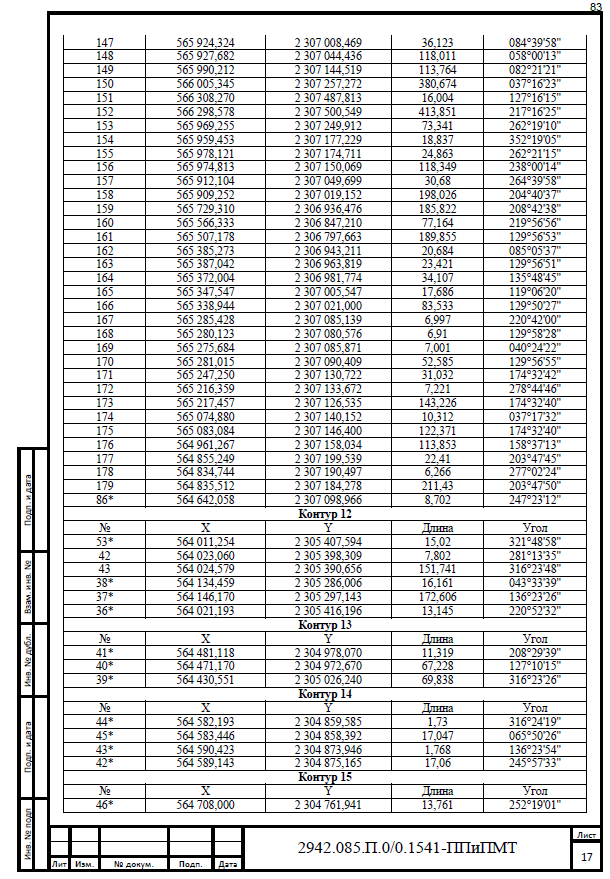 83
147 565 924,324 2 307 008,469 36,123 084°39'58"
148 565 927,682 2 307 044,436 118,011 058°00'13"
149 565 990,212 2 307 144,519 113,764 082°21'21"
150 566 005,345 2 307 257,272 380,674 037°16'23"
151 566 308,270 2 307 487,813 16,004 127°16'15"
152 566 298,578 2 307 500,549 413,851 217°16'25"
153 565 969,255 2 307 249,912 73,341 262°19'10"
154 565 959,453 2 307 177,229 18,837 352°19'05"
155 565 978,121 2 307 174,711 24,863 262°21'15"
156 565 974,813 2 307 150,069 118,349 238°00'14"
157 565 912,104 2 307 049,699 30,68 264°39'58"
158 565 909,252 2 307 019,152 198,026 204°40'37"
159 565 729,310 2 306 936,476 185,822 208°42'38"
160 565 566,333 2 306 847,210 77,164 219°56'56"
161 565 507,178 2 306 797,663 189,855 129°56'53"
162 565 385,273 2 306 943,211 20,684 085°05'37"
163 565 387,042 2 306 963,819 23,421 129°56'51"
164 565 372,004 2 306 981,774 34,107 135°48'45"
165 565 347,547 2 307 005,547 17,686 119°06'20"
166 565 338,944 2 307 021,000 83,533 129°50'27"
167 565 285,428 2 307 085,139 6,997 220°42'00"
168 565 280,123 2 307 080,576 6,91 129°58'28"
169 565 275,684 2 307 085,871 7,001 040°24'22"
170 565 281,015 2 307 090,409 52,585 129°56'55"
171 565 247,250 2 307 130,722 31,032 174°32'42"
172 565 216,359 2 307 133,672 7,221 278°44'46"
173 565 217,457 2 307 126,535 143,226 174°32'40"
174 565 074,880 2 307 140,152 10,312 037°17'32"
175 565 083,084 2 307 146,400 122,371 174°32'40"
176 564 961,267 2 307 158,034 113,853 158°37'13"
177 564 855,249 2 307 199,539 22,41 203°47'45"
178 564 834,744 2 307 190,497 6,266 277°02'24"
179 564 835,512 2 307 184,278 211,43 203°47'50"
86* 564 642,058 2 307 098,966 8,702 247°23'12"
Контур 12
№ X Y Длина Угол
53* 564 011,254 2 305 407,594 15,02 321°48'58"
42 564 023,060 2 305 398,309 7,802 281°13'35"
43 564 024,579 2 305 390,656 151,741 316°23'48"
38* 564 134,459 2 305 286,006 16,161 043°33'39"
37* 564 146,170 2 305 297,143 172,606 136°23'26"
36* 564 021,193 2 305 416,196 13,145 220°52'32"
Контур 13
№ X Y Длина Угол
41* 564 481,118 2 304 978,070 11,319 208°29'39"
40* 564 471,170 2 304 972,670 67,228 127°10'15"
39* 564 430,551 2 305 026,240 69,838 316°23'26"
Контур 14
№ X Y Длина Угол
44* 564 582,193 2 304 859,585 1,73 316°24'19"
45* 564 583,446 2 304 858,392 17,047 065°50'26"
43* 564 590,423 2 304 873,946 1,768 136°23'54"
42* 564 589,143 2 304 875,165 17,06 245°57'33"
Контур 15
№ X Y Длина Угол
46* 564 708,000 2 304 761,941 13,761 252°19'01"
Подп. и дата
Взам. инв. №
Инв. № дубл.
Подп. и дата
Инв. № подп
Лит Изм. № докум. Подп. Дата
2942.085.П.0/0.1541-ППиПМТ
Лист
17